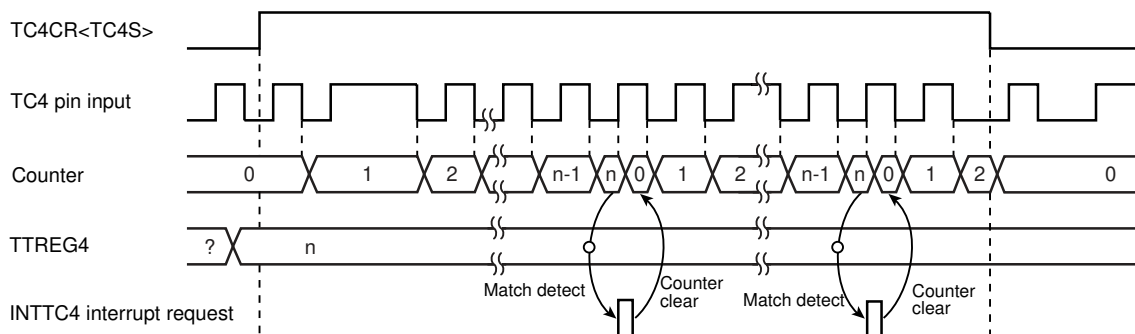 TC4CR<TC4S>
TC4 pin input
Counter
0 1 2 n-1 n 0 1 2 n-1 n 0 1 2 0
TTREG4
? n
Match detect Counter clear Match detect Counter clear
INTTC4 interrupt request